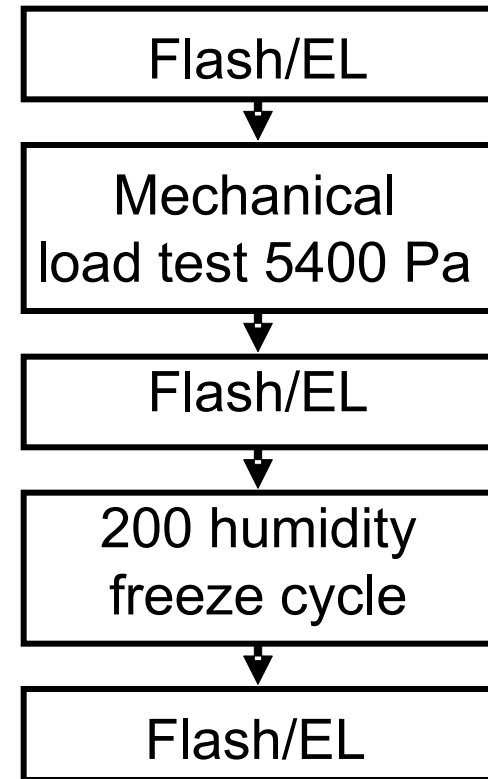 Flash/EL
Mechanical
load test 5400 Pa
Flash/EL
200 humidity
freeze cycle
Flash/EL